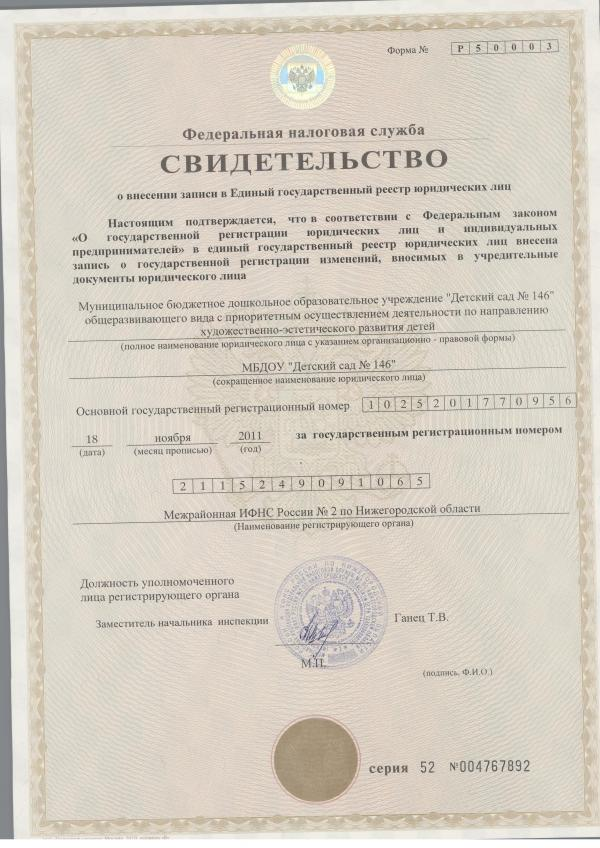 Форма № Р50003
Федеральная налоговая служба
СВИДЕТЕЛЬСТВО
о внесении записи в Единый государственный реестр юридических лиц
Настоящим подтверждается, что в соответствии с Федеральным законом
«О государственной регистрации юридических лиц и индивидуальных
предпринимателей» в единый государственный реестр юридических лиц внесена
запись о государственной регистрации изменений, вносимых в учредительные
документы юридического лица
Муниципальное бюджетное дошкольное образовательное учреждение "Детский сад № 146"
общеразвивающего вида с приоритетным осуществлением деятельности по направлению
художественно-эстетического развития детей
(полное наименование юридического лица с указанием организационно - правовой формы)
МБДОУ "Детский сад № 146"
(сокращенное наименование юридического лица)
Основной государственный регистрационный номер 1025201770956
18 ноября 2011 за государственным регистрационным номером
(дата) (месяц прописью) (год)
2115249091065
Межрайонная ИФНС России № 2 по Нижегородской области
(Наименование регистрирующего органа)
Должность уполномоченного
лица регистрирующего органа
Заместитель начальника инспекции Ганец Т.В.
М.П.
(подпись, Ф.И.О.)
серия 52 №004767892